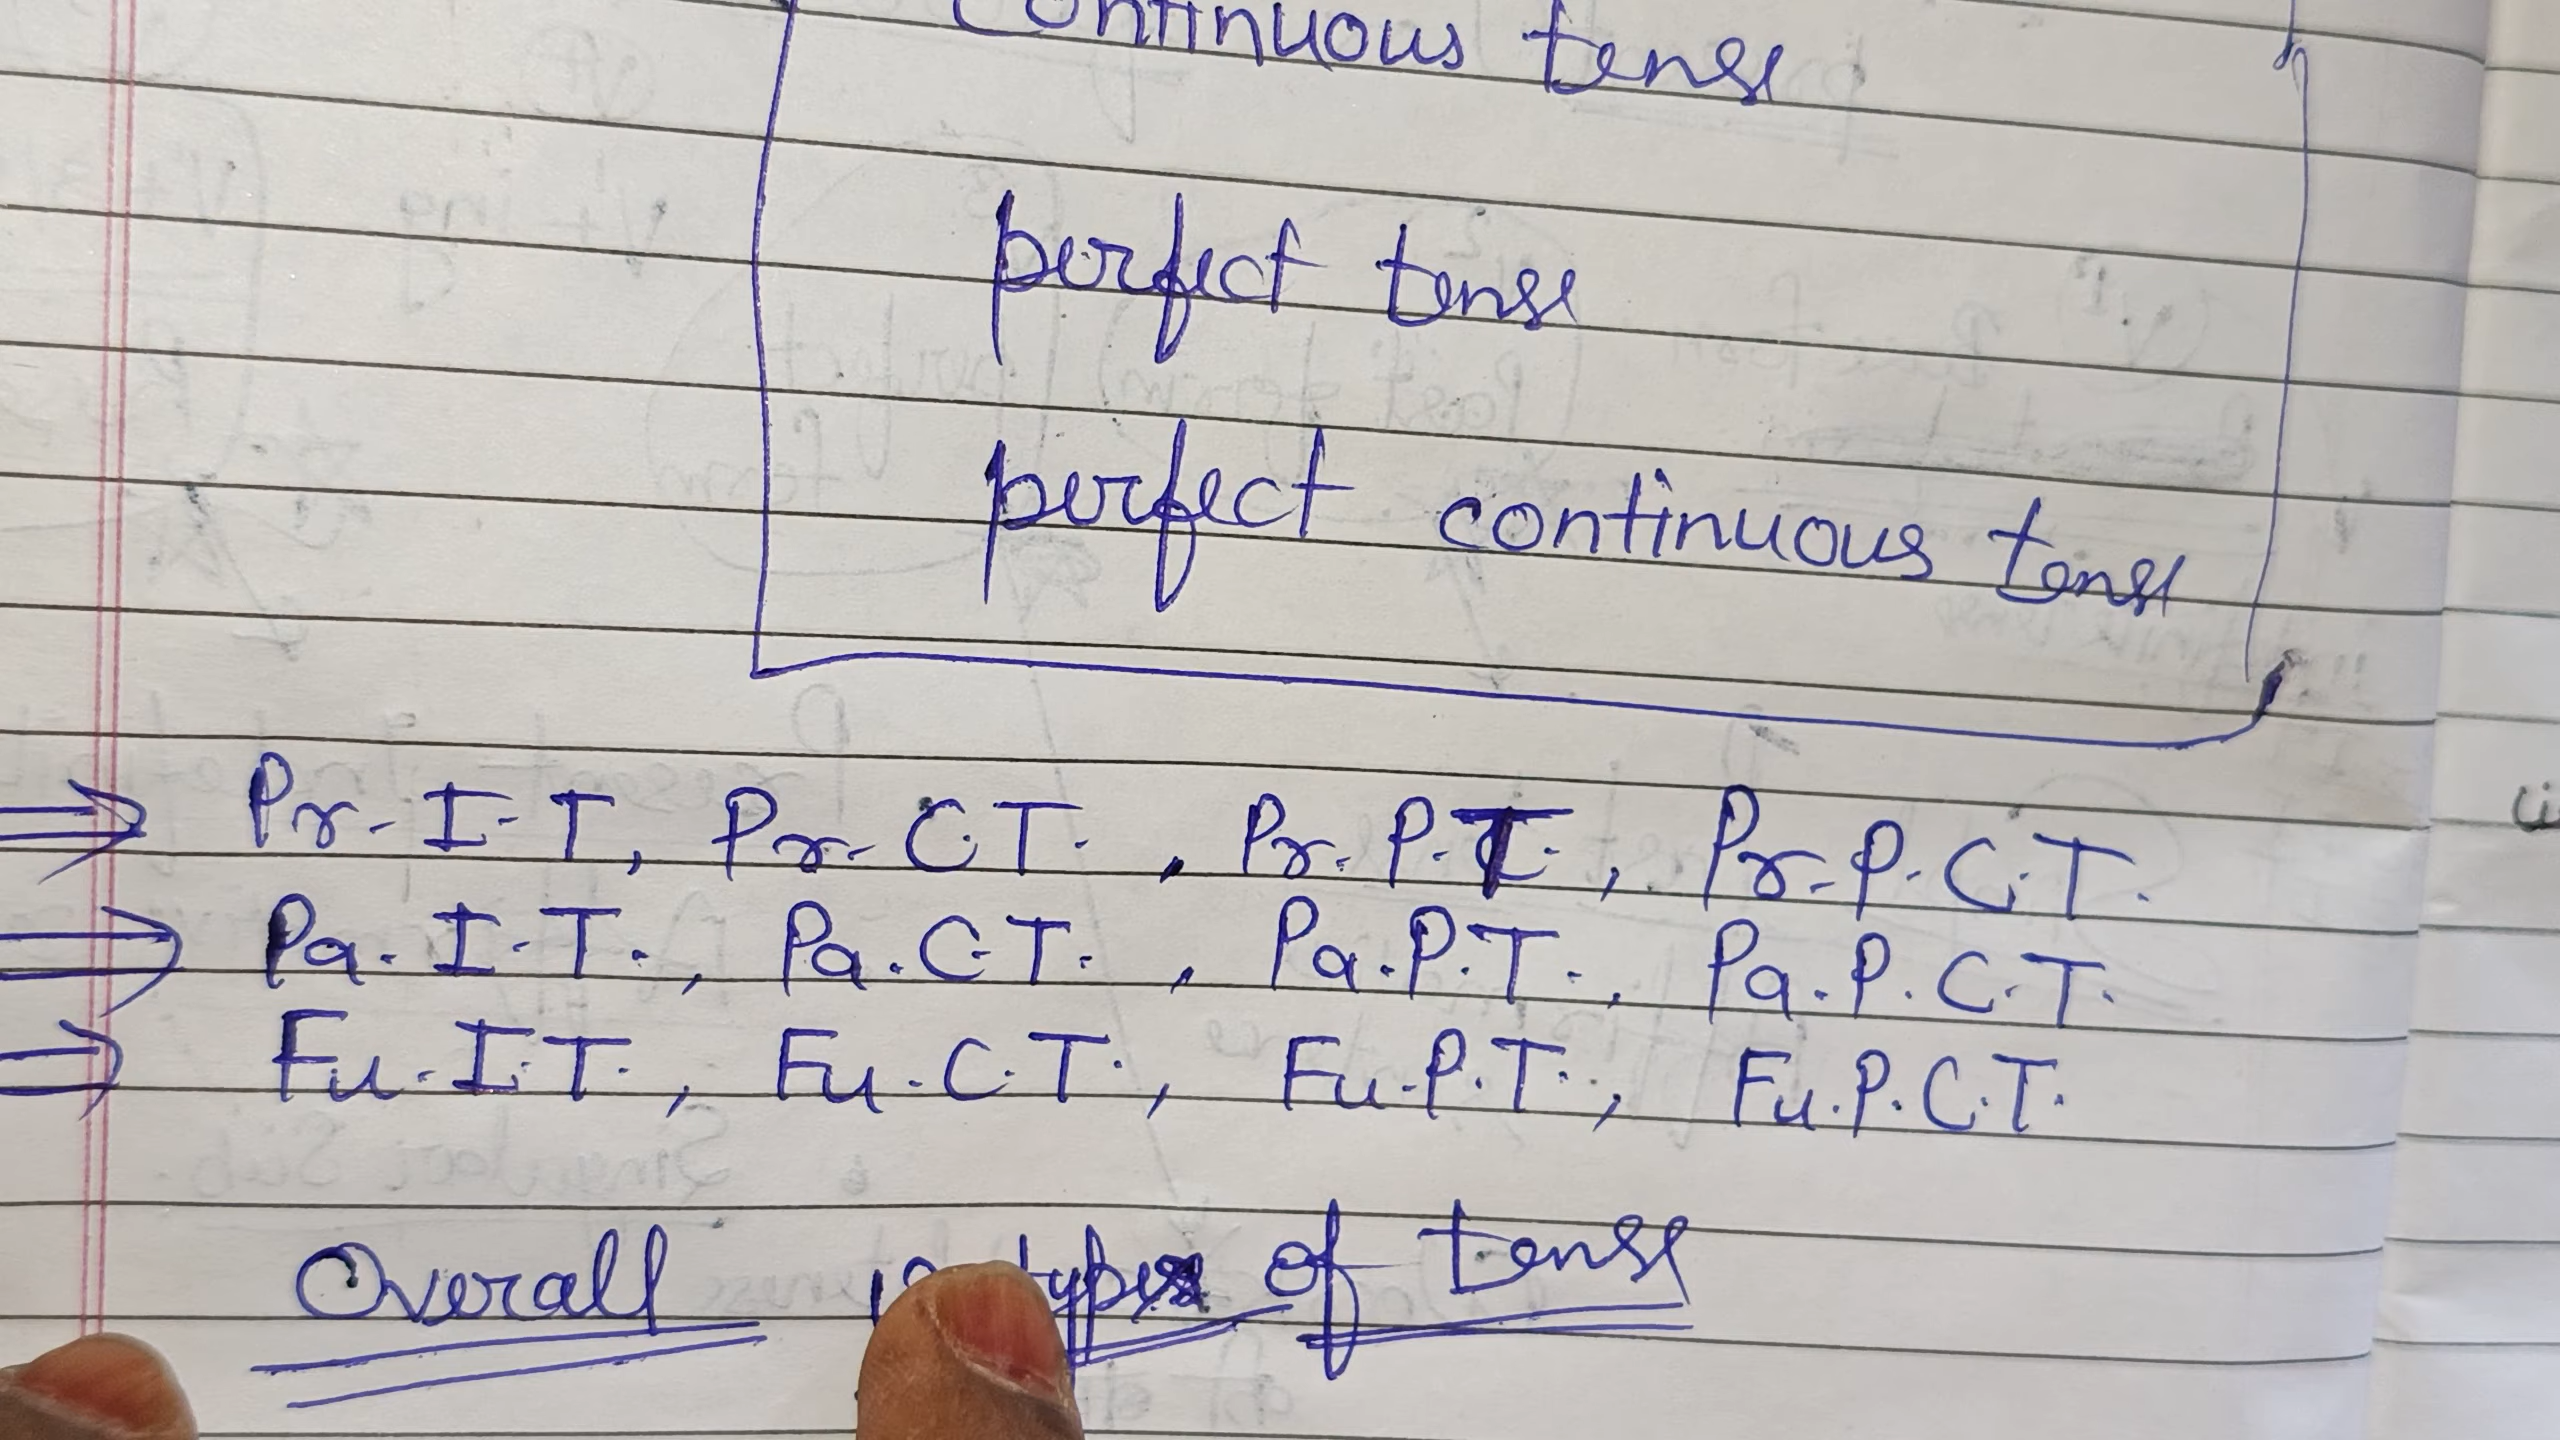 continuous tense
perfect tense
perfect continuous tense
⇒ Pr. I. T, Pr. C. T. , Pr. P. T. , Pr. P. C. T.
⇒ Pa. I. T. , Pa. C. T. , Pa. P. T. , Pa. P. C. T.
⇒ Fu. I. T. , Fu. C. T. , Fu. P. T. , Fu. P. C. T.
Overall types of tense